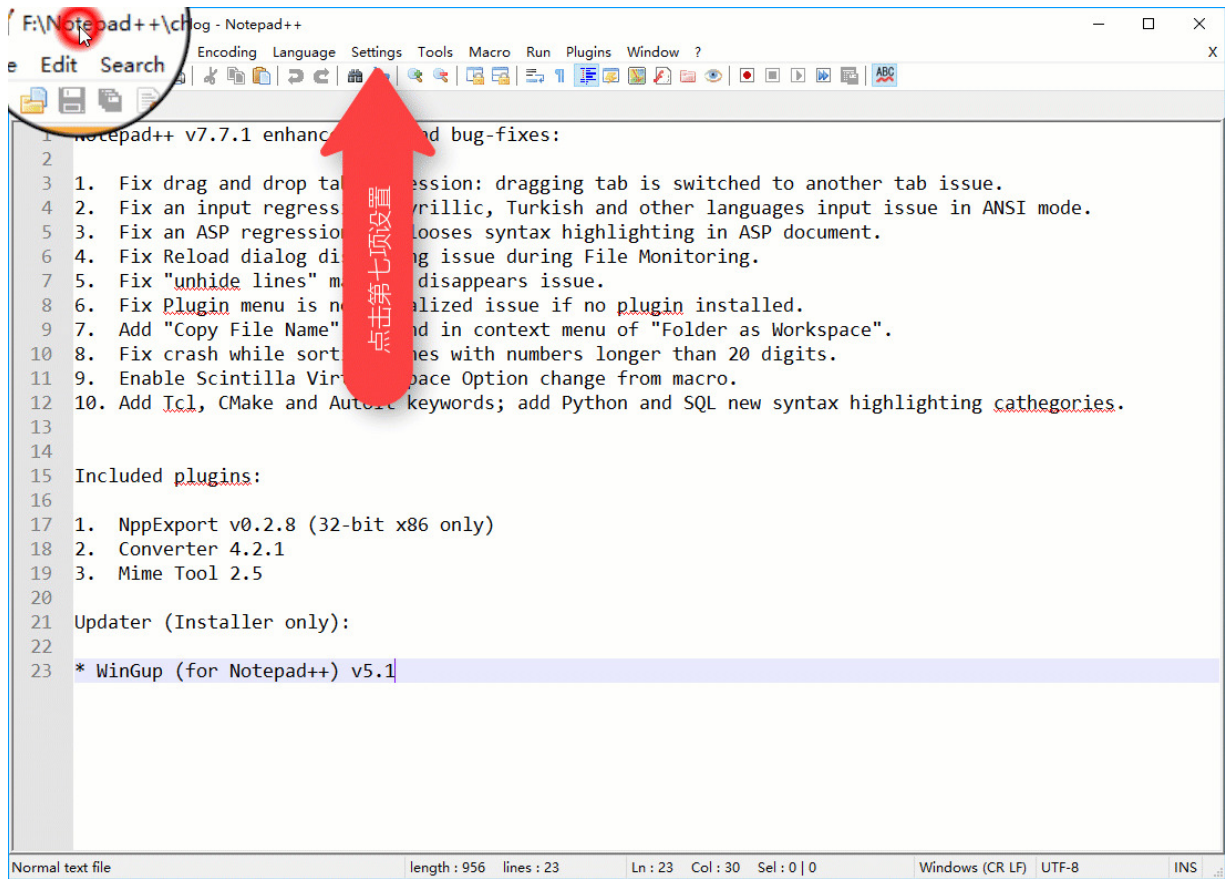 F:\Notepad++\chlog - Notepad++
e Edit Search Encoding Language Settings Tools Macro Run Plugins Window ? X
ABC
1 Notepad++ v7.7.1 enhanc nd bug-fixes:
2
3 1. Fix drag and drop ta ession: dragging tab is switched to another tab issue.
4 2. Fix an input regress yrillic, Turkish and other languages input issue in ANSI mode.
5 3. Fix an ASP regression looses syntax highlighting in ASP document.
6 4. Fix Reload dialog di ng issue during File Monitoring.
7 5. Fix "unhide lines" m disappears issue.
8 6. Fix Plugin menu is n alized issue if no plugin installed.
9 7. Add "Copy File Name" nd in context menu of "Folder as Workspace".
10 8. Fix crash while sort nes with numbers longer than 20 digits.
11 9. Enable Scintilla Vir pace Option change from macro.
12 10. Add Tcl, CMake and AutoIt keywords; add Python and SQL new syntax highlighting cathegories.
13
14
15 Included plugins:
16
17 1. NppExport v0.2.8 (32-bit x86 only)
18 2. Converter 4.2.1
19 3. Mime Tool 2.5
20
21 Updater (Installer only):
22
23 * WinGup (for Notepad++) v5.1
点击第七项设置
Normal text file length : 956 lines : 23 Ln : 23 Col : 30 Sel : 0 | 0 Windows (CR LF) UTF-8 INS